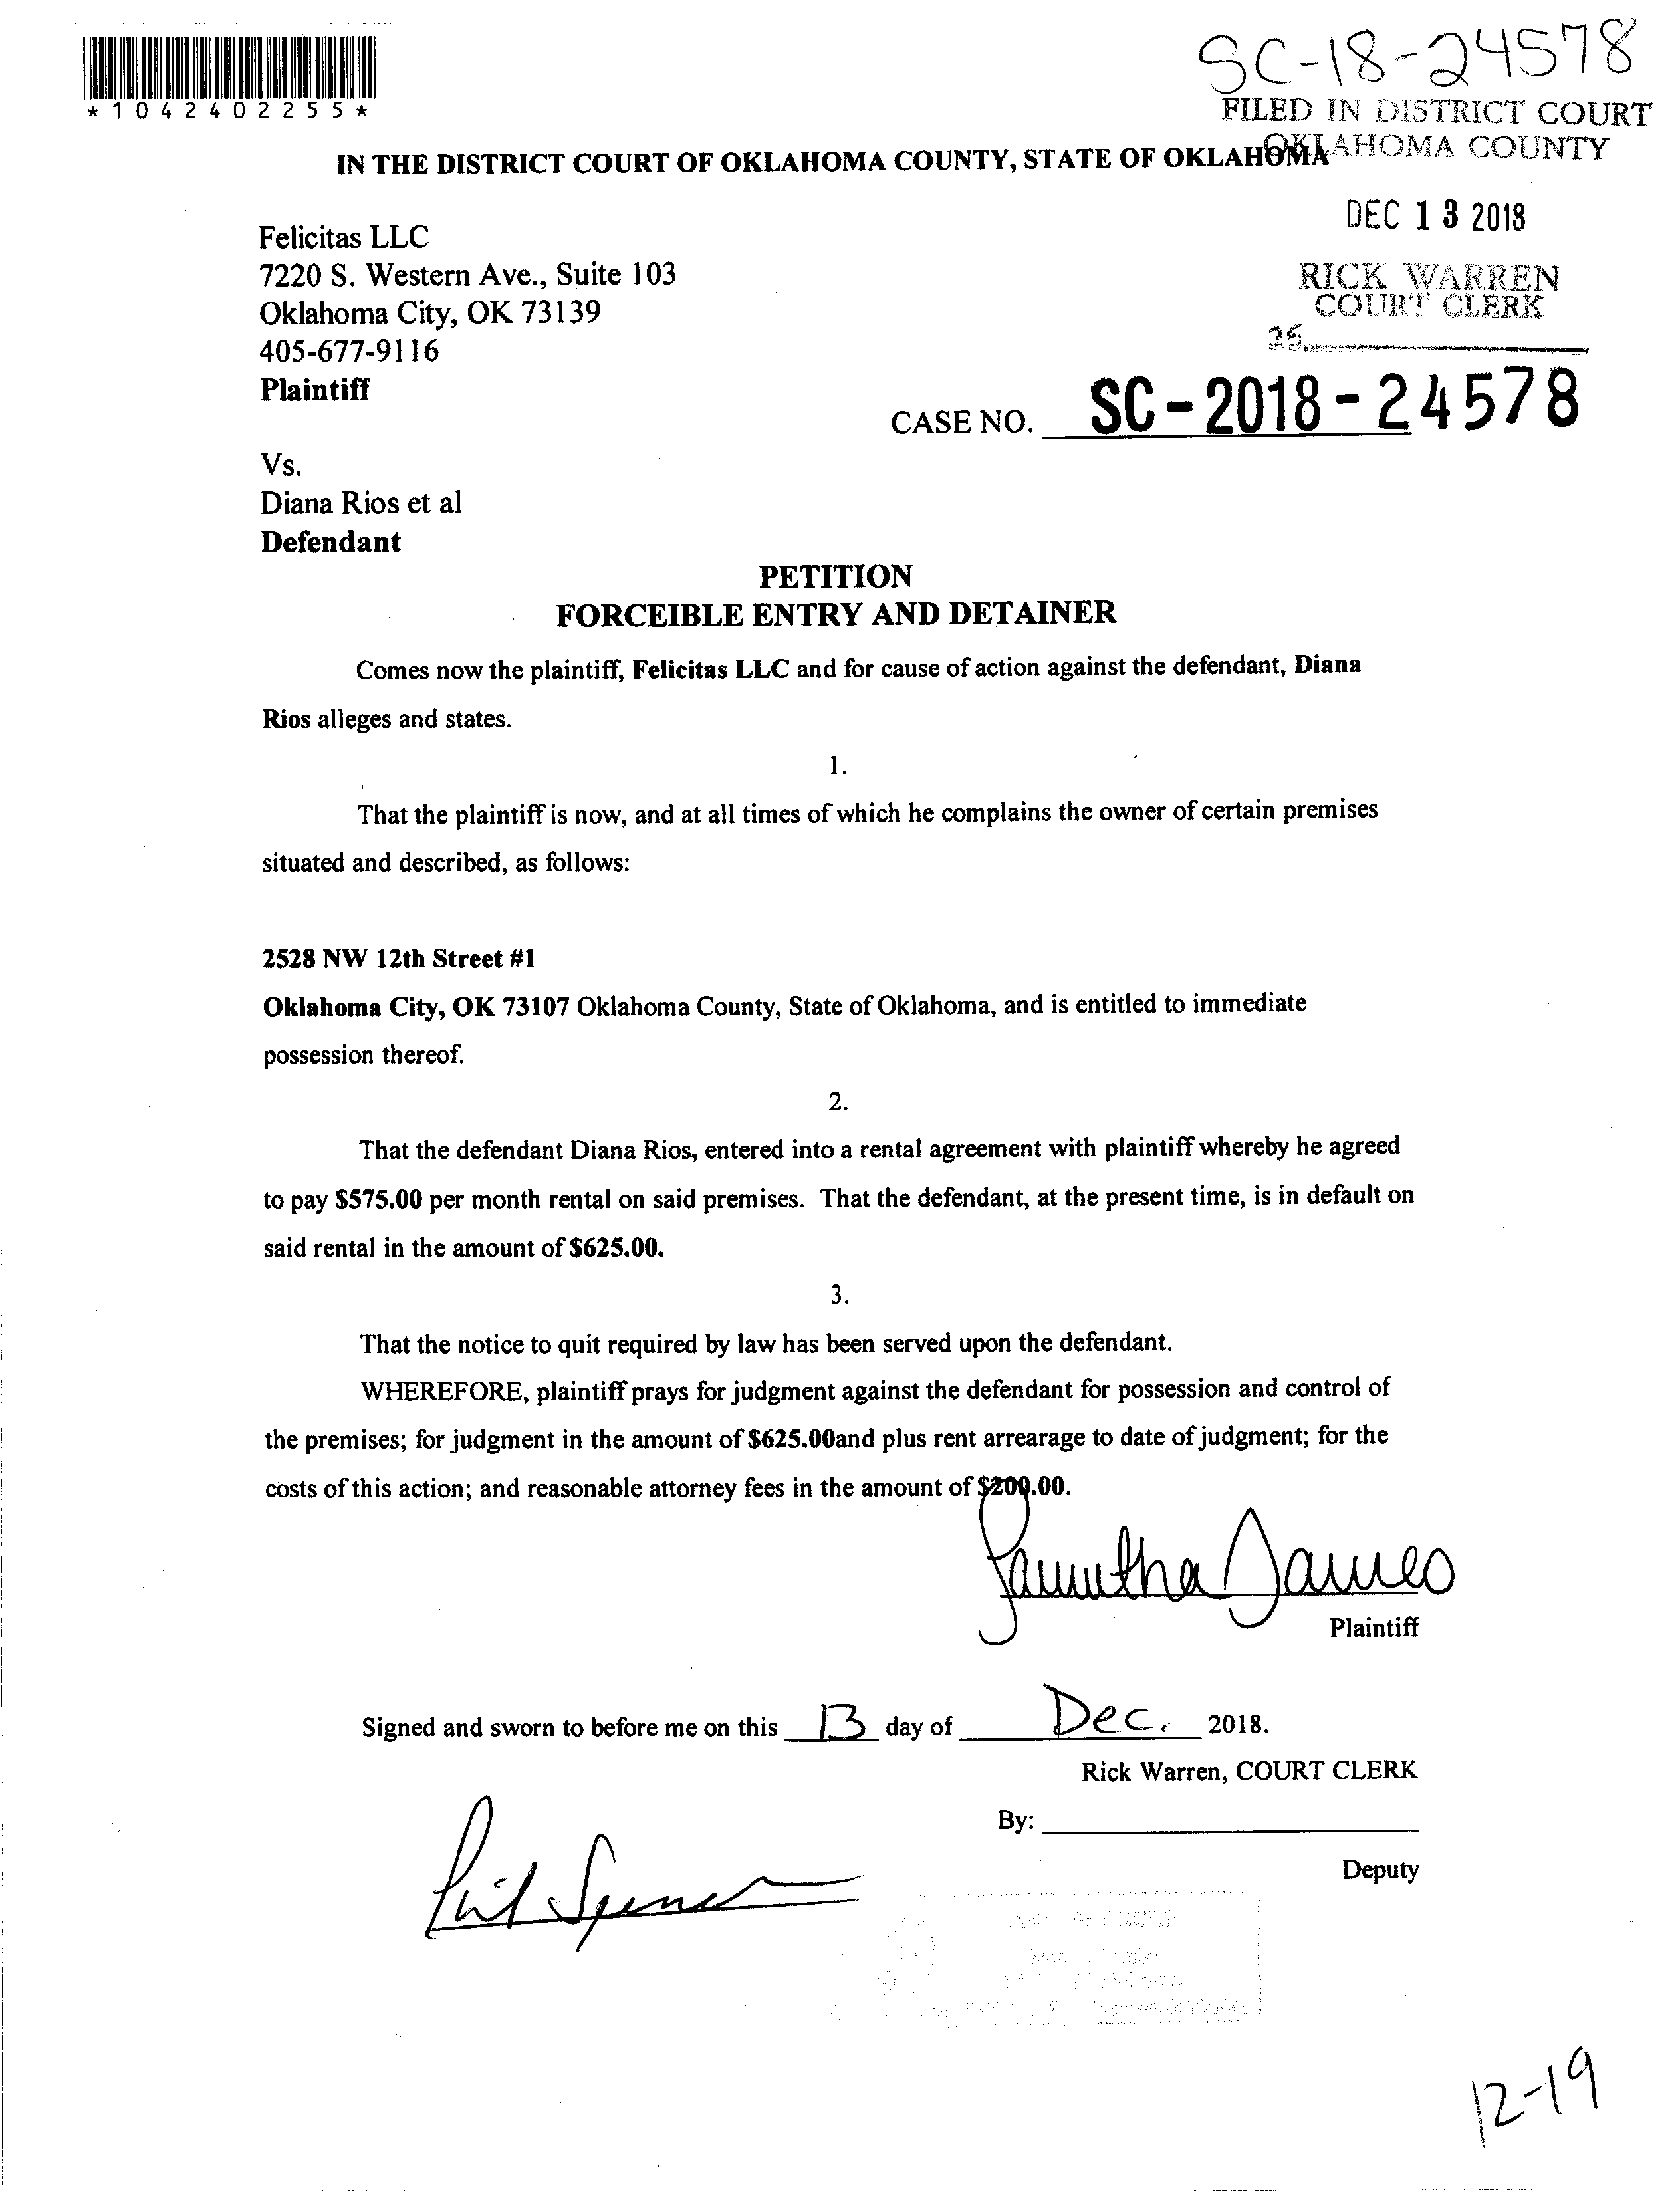 SC-18-24578
*1042402255*
FILED IN DISTRICT COURT
OKLAHOMA COUNTY
IN THE DISTRICT COURT OF OKLAHOMA COUNTY, STATE OF OKLAHOMA
DEC 13 2018
Felicitas LLC
7220 S. Western Ave., Suite 103
RICK WARREN
COURT CLERK
Oklahoma City, OK 73139
405-677-9116
Plaintiff
CASE NO. SC-2018-24578
Vs.
Diana Rios et al
Defendant
PETITION
FORCEIBLE ENTRY AND DETAINER
Comes now the plaintiff, Felicitas LLC and for cause of action against the defendant, Diana
Rios alleges and states.
1.
That the plaintiff is now, and at all times of which he complains the owner of certain premises
situated and described, as follows:
2528 NW 12th Street #1
Oklahoma City, OK 73107 Oklahoma County, State of Oklahoma, and is entitled to immediate
possession thereof.
2.
That the defendant Diana Rios, entered into a rental agreement with plaintiff whereby he agreed
to pay $575.00 per month rental on said premises. That the defendant, at the present time, is in default on
said rental in the amount of $625.00.
3.
That the notice to quit required by law has been served upon the defendant.
WHEREFORE, plaintiff prays for judgment against the defendant for possession and control of
the premises; for judgment in the amount of $625.00and plus rent arrearage to date of judgment; for the
costs of this action; and reasonable attorney fees in the amount of $200.00.
Samantha James
Plaintiff
Signed and sworn to before me on this 13 day of Dec. 2018.
Rick Warren, COURT CLERK
By:
Deputy
12-19